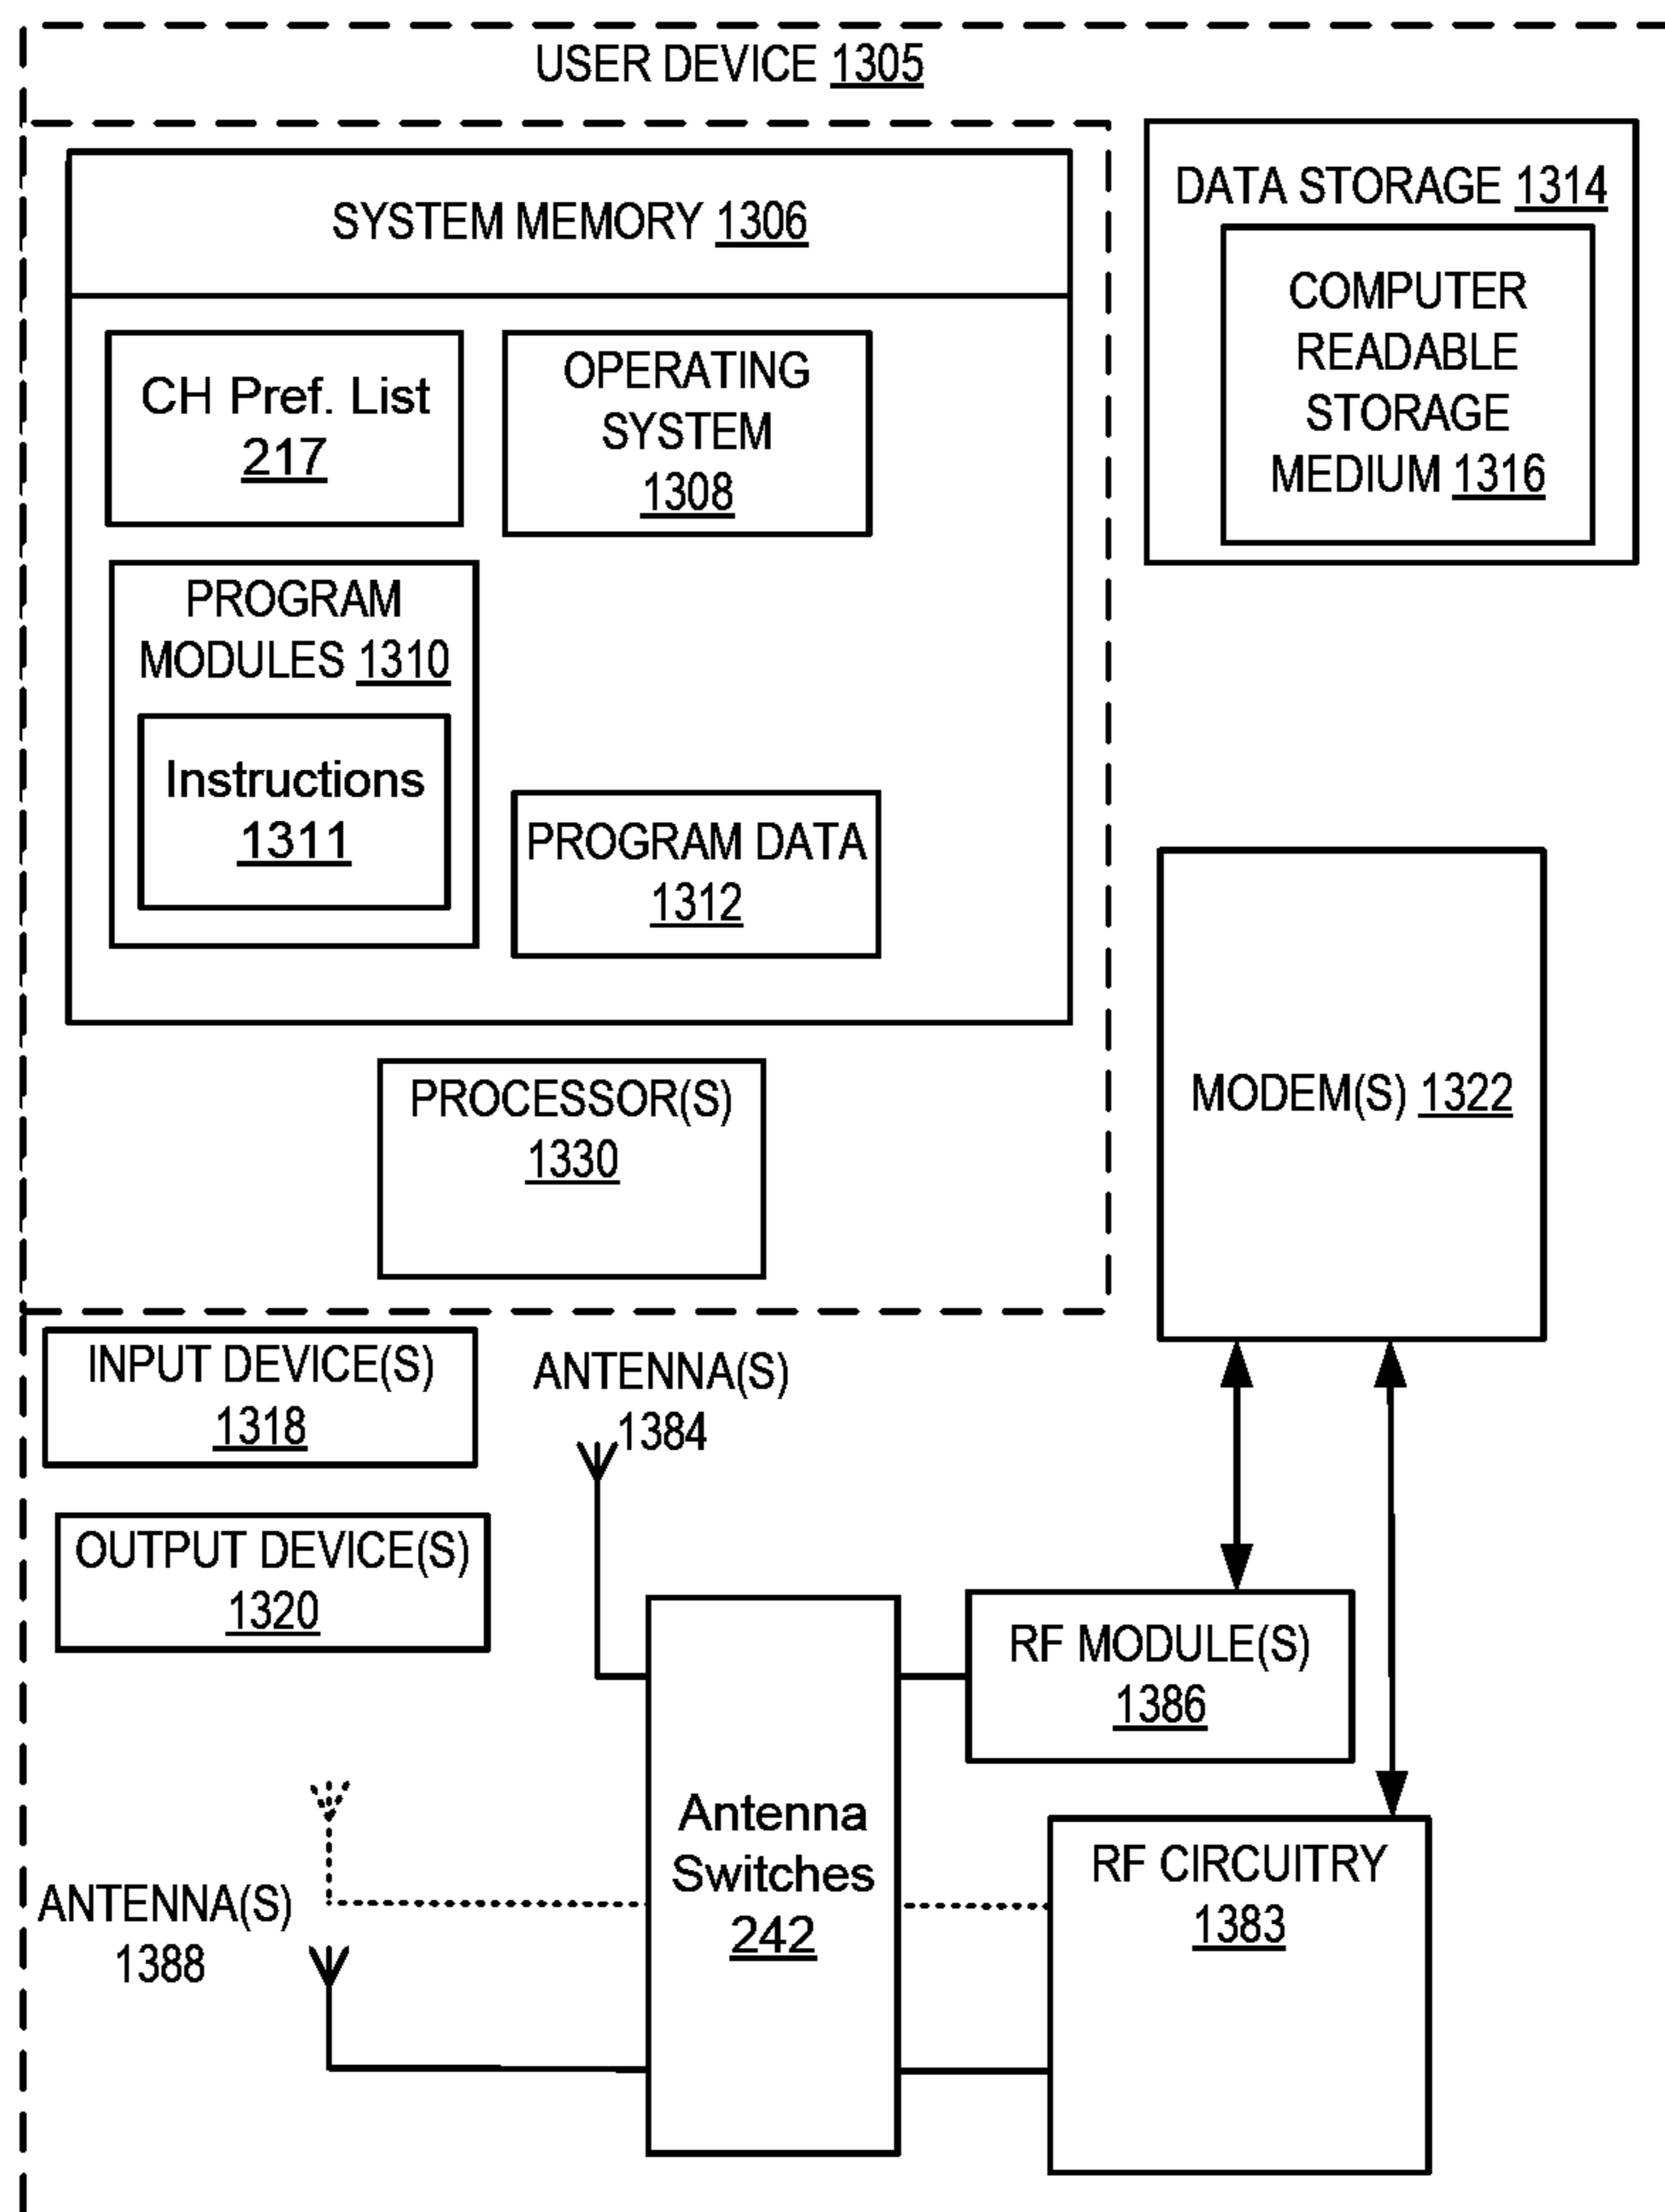 USER DEVICE 1305
SYSTEM MEMORY 1306
CH Pref. List
217
OPERATING
SYSTEM
1308
PROGRAM
MODULES 1310
Instructions
1311
PROGRAM DATA
1312
PROCESSOR(S)
1330
DATA STORAGE 1314
COMPUTER
READABLE
STORAGE
MEDIUM 1316
MODEM(S) 1322
INPUT DEVICE(S)
1318
OUTPUT DEVICE(S)
1320
ANTENNA(S)
1384
ANTENNA(S)
1388
Antenna
Switches
242
RF MODULE(S)
1386
RF CIRCUITRY
1383